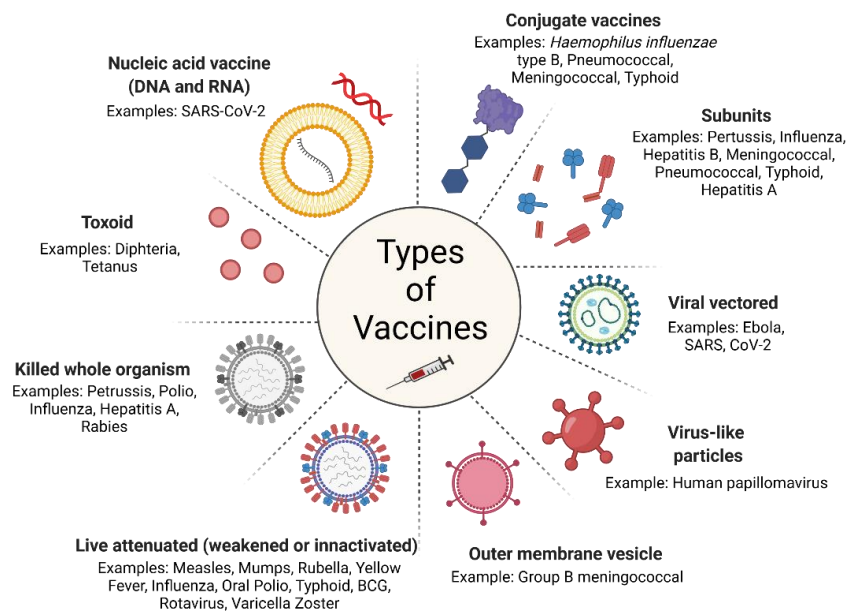 Types
of
Vaccines
Conjugate vaccines
Examples: Haemophilus influenzae
type B, Pneumococcal,
Meningococcal, Typhoid
Subunits
Examples: Pertussis, Influenza,
Hepatitis B, Meningococcal,
Pneumococcal, Typhoid,
Hepatitis A
Viral vectored
Examples: Ebola,
SARS, CoV-2
Virus-like
particles
Example: Human papillomavirus
Outer membrane vesicle
Example: Group B meningococcal
Live attenuated (weakened or innactivated)
Examples: Measles, Mumps, Rubella, Yellow
Fever, Influenza, Oral Polio, Typhoid, BCG,
Rotavirus, Varicella Zoster
Killed whole organism
Examples: Petrussis, Polio,
Influenza, Hepatitis A,
Rabies
Toxoid
Examples: Diphteria,
Tetanus
Nucleic acid vaccine
(DNA and RNA)
Examples: SARS-CoV-2